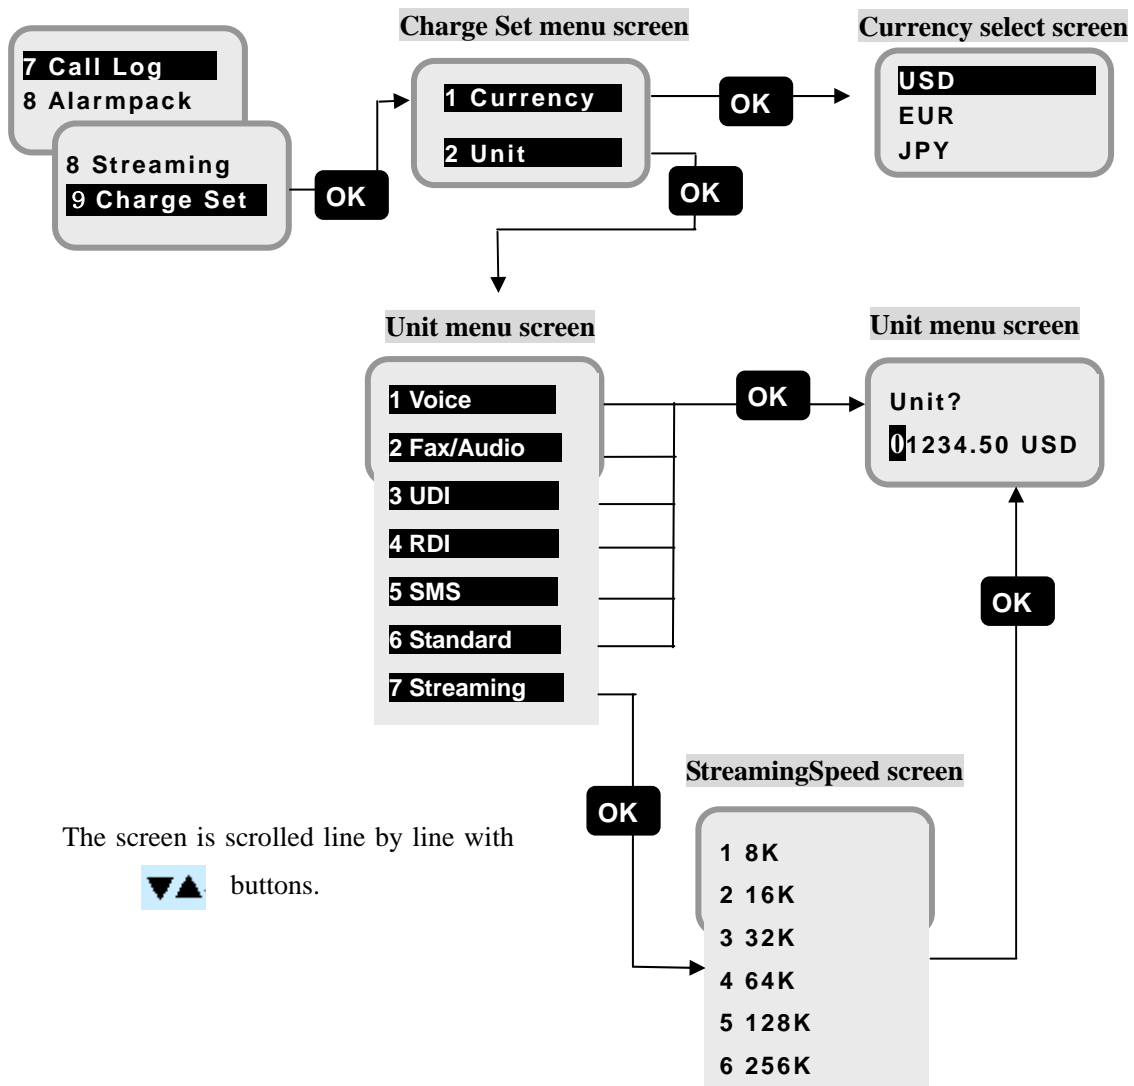 Charge Set menu screen
Currency select screen
7 Call Log
8 Alarmpack
8 Streaming
9 Charge Set
OK
1 Currency
2 Unit
OK
OK
USD
EUR
JPY
Unit menu screen
1 Voice
2 Fax/Audio
3 UDI
4 RDI
5 SMS
6 Standard
7 Streaming
OK
Unit menu screen
Unit?
01234.50 USD
OK
OK
StreamingSpeed screen
1 8K
2 16K
3 32K
4 64K
5 128K
6 256K
The screen is scrolled line by line with
▼▲ buttons.